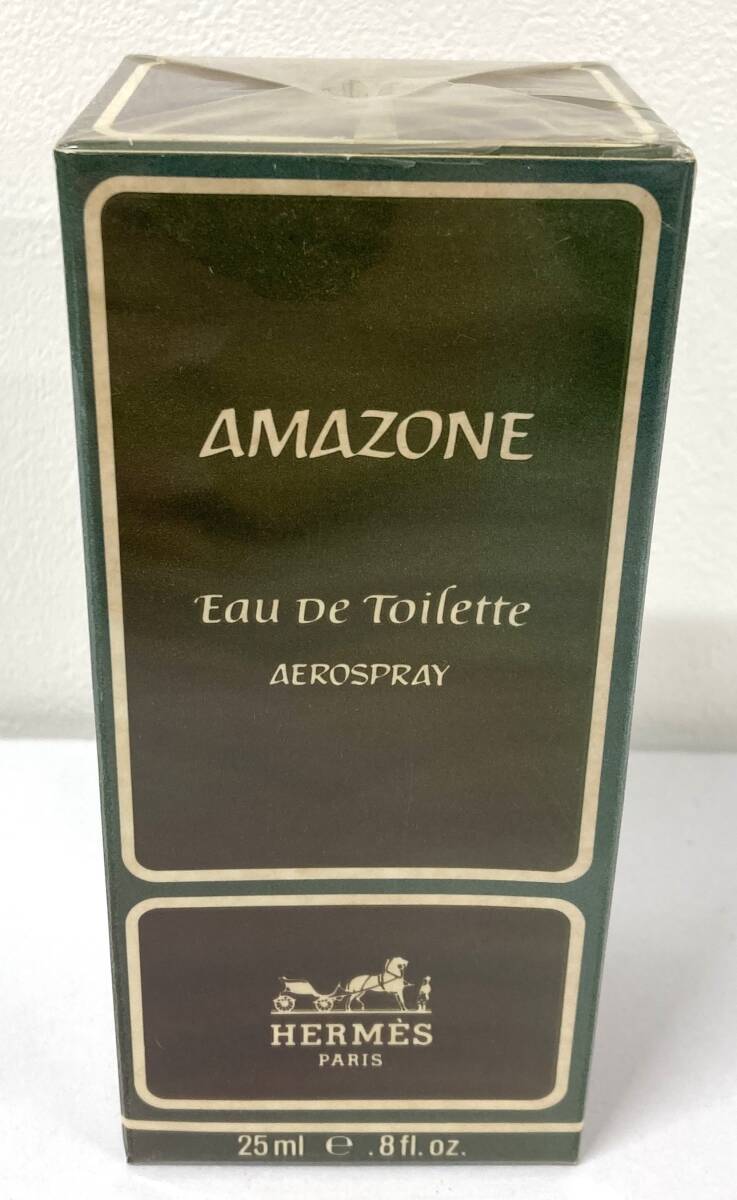 AMAZONE
Eau De Toilette
AEROSPRAY
HERMÈS
PARIS
25ml ℮ .8fl.oz.